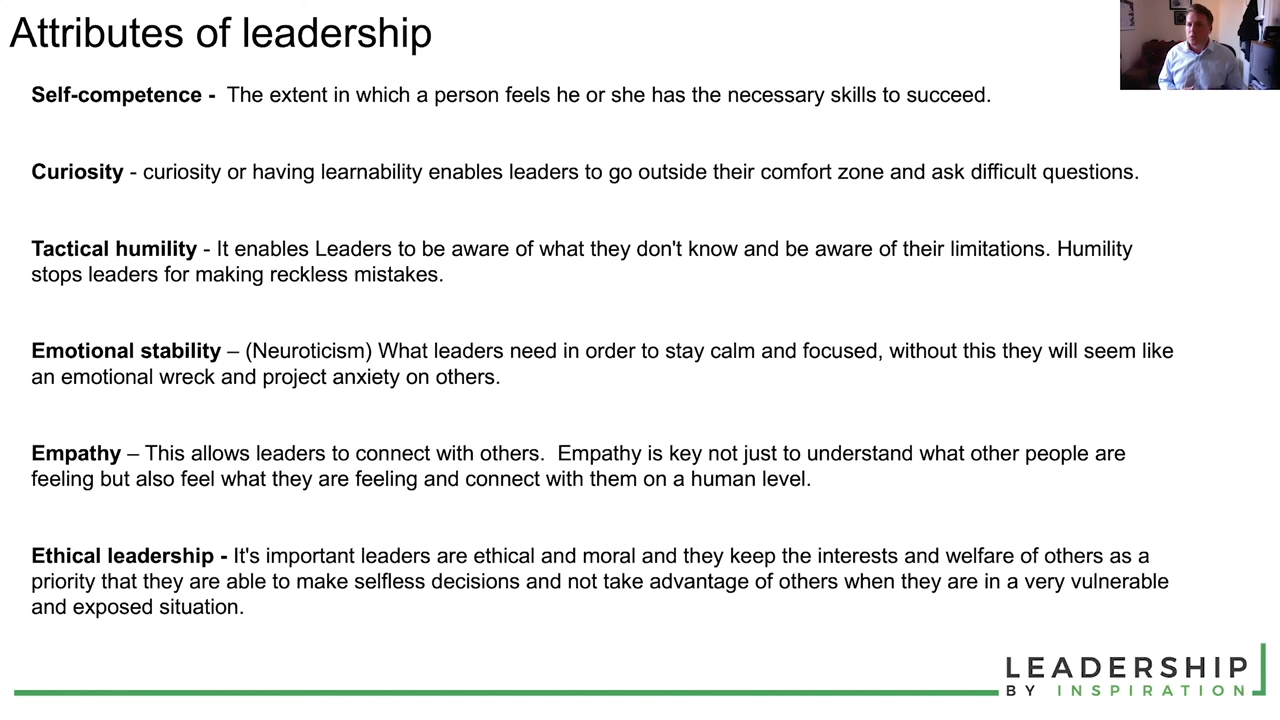 Attributes of leadership
Self-competence -  The extent in which a person feels he or she has the necessary skills to succeed.
Curiosity - curiosity or having learnability enables leaders to go outside their comfort zone and ask difficult questions.
Tactical humility - It enables Leaders to be aware of what they don't know and be aware of their limitations. Humility
stops leaders for making reckless mistakes.
Emotional stability – (Neuroticism) What leaders need in order to stay calm and focused, without this they will seem like
an emotional wreck and project anxiety on others.
Empathy – This allows leaders to connect with others.  Empathy is key not just to understand what other people are
feeling but also feel what they are feeling and connect with them on a human level.
Ethical leadership - It's important leaders are ethical and moral and they keep the interests and welfare of others as a
priority that they are able to make selfless decisions and not take advantage of others when they are in a very vulnerable
and exposed situation.
LEADERSHIP
BY INSPIRATION